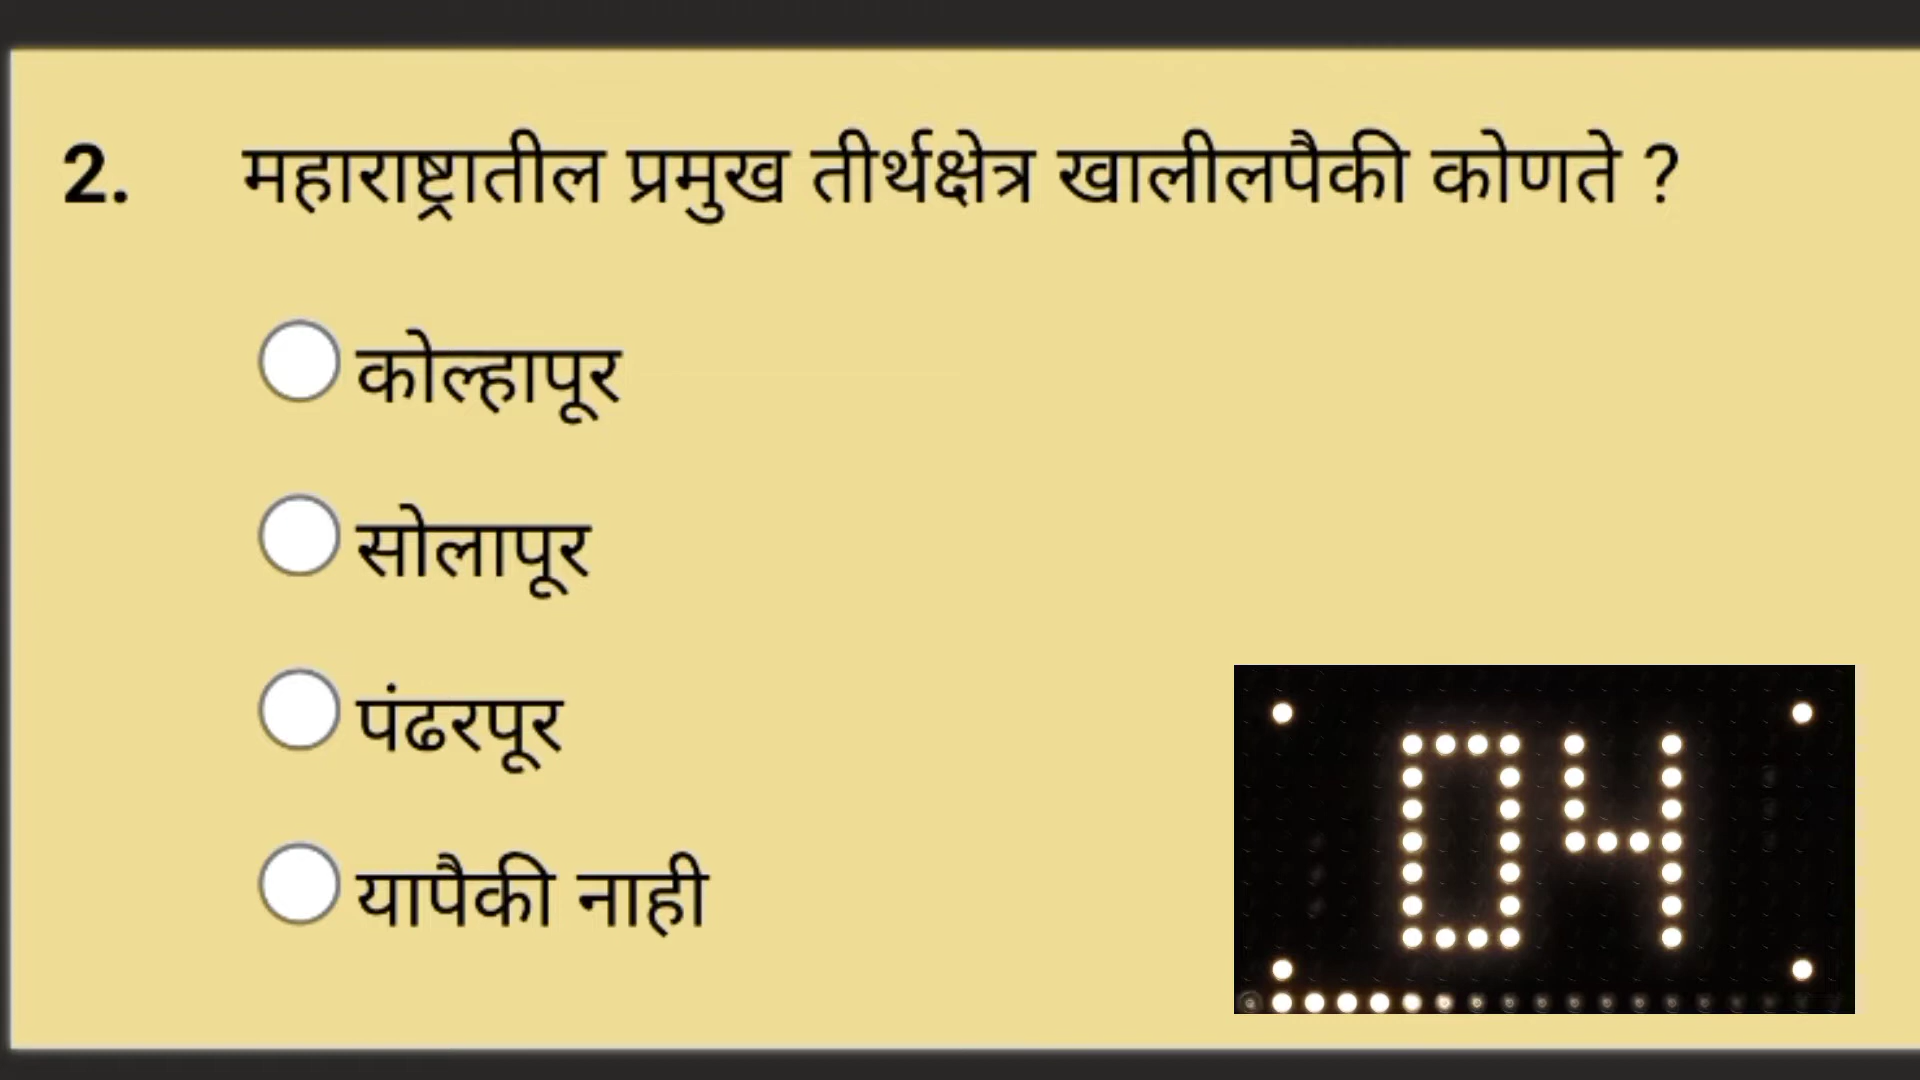 2. महाराष्ट्रातील प्रमुख तीर्थक्षेत्र खालीलपैकी कोणते ?
कोल्हापूर
सोलापूर
पंढरपूर
यापैकी नाही
04